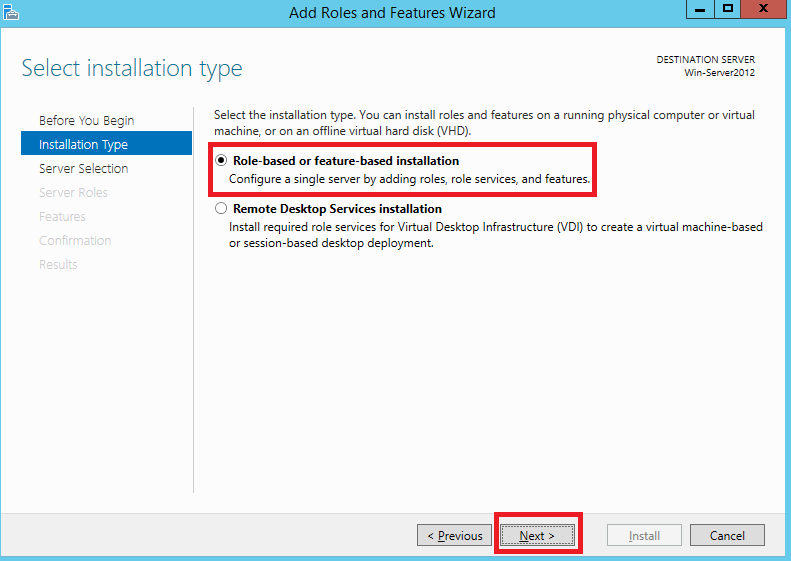 Add Roles and Features Wizard
x
Select installation type
DESTINATION SERVER
Win-Server2012
Before You Begin
Installation Type
Server Selection
Server Roles
Features
Confirmation
Results
Select the installation type. You can install roles and features on a running physical computer or virtual
machine, or on an offline virtual hard disk (VHD).
Role-based or feature-based installation
Configure a single server by adding roles, role services, and features.
Remote Desktop Services installation
Install required role services for Virtual Desktop Infrastructure (VDI) to create a virtual machine-based
or session-based desktop deployment.
< Previous
Next >
Install
Cancel